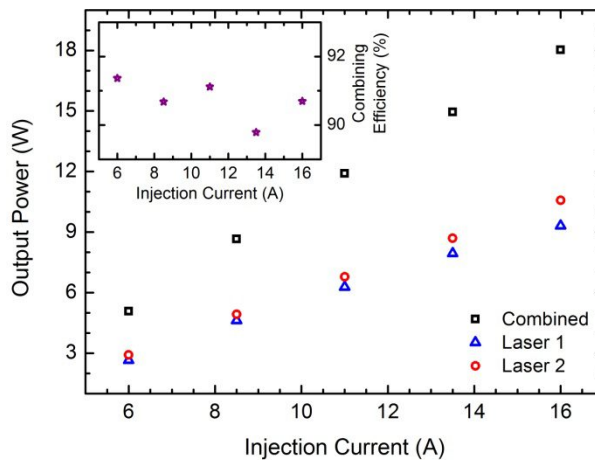 18
15
12
9
6
3
Output Power (W)
92
90
Combining
Efficiency (%)
6 8 10 12 14 16
Injection Current (A)
Combined
Laser 1
Laser 2
6 8 10 12 14 16
Injection Current (A)